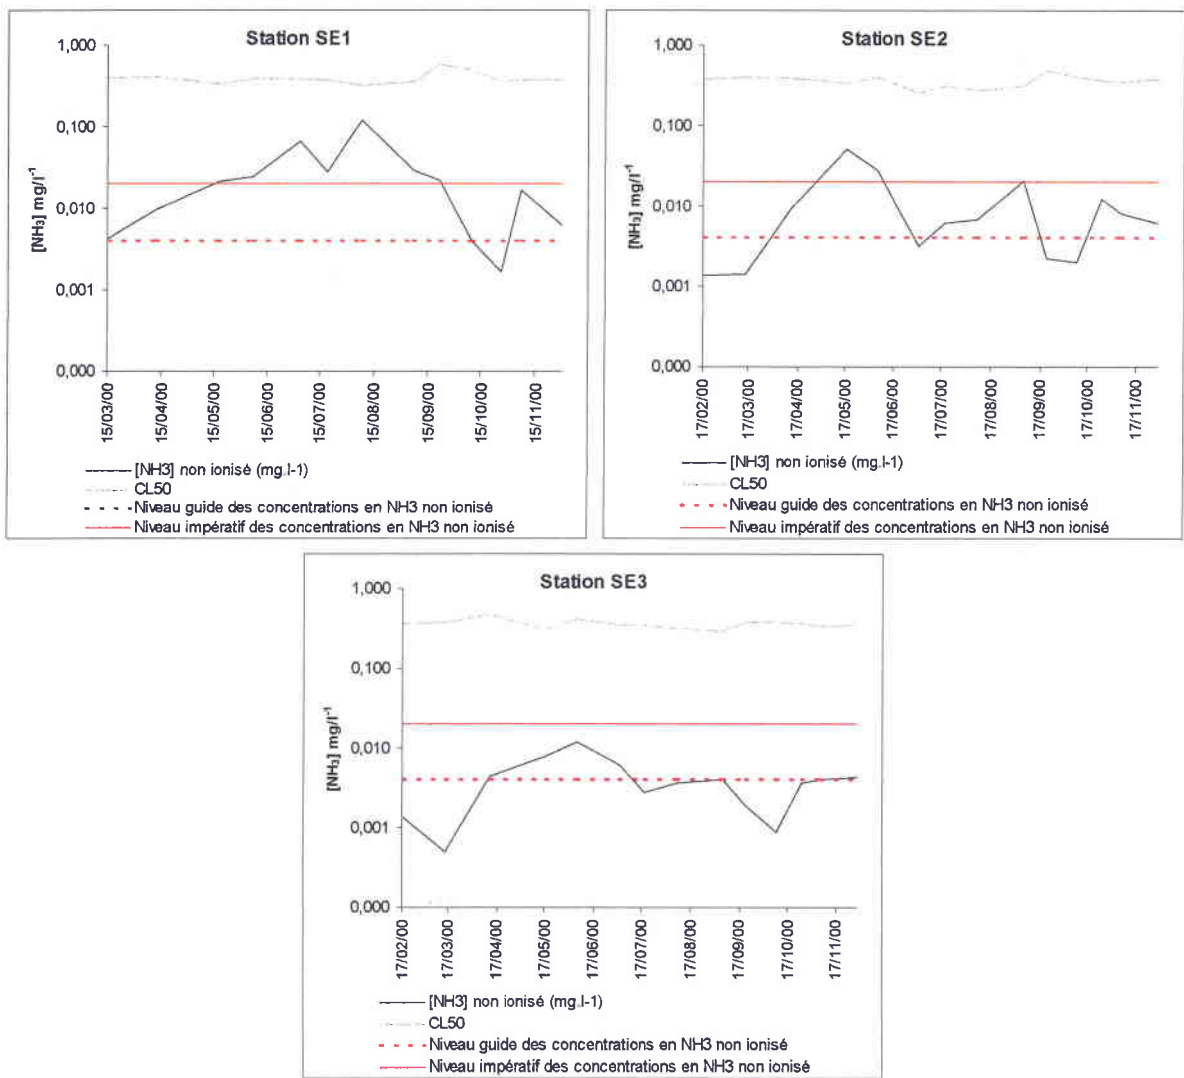 Station SE1
1,000
0,100
0,010
0,001
0,000
[NH3] mg/l-1
15/03/00
15/04/00
15/05/00
15/06/00
15/07/00
15/08/00
15/09/00
15/10/00
15/11/00
[NH3] non ionisé (mg.l-1)
CL50
Niveau guide des concentrations en NH3 non ionisé
Niveau impératif des concentrations en NH3 non ionisé
Station SE2
1,000
0,100
0,010
0,001
0,000
[NH3] mg/l-1
17/02/00
17/03/00
17/04/00
17/05/00
17/06/00
17/07/00
17/08/00
17/09/00
17/10/00
17/11/00
[NH3] non ionisé (mg.l-1)
CL50
Niveau guide des concentrations en NH3 non ionisé
Niveau impératif des concentrations en NH3 non ionisé
Station SE3
1,000
0,100
0,010
0,001
0,000
[NH3] mg/l-1
17/02/00
17/03/00
17/04/00
17/05/00
17/06/00
17/07/00
17/08/00
17/09/00
17/10/00
17/11/00
[NH3] non ionisé (mg.l-1)
CL50
Niveau guide des concentrations en NH3 non ionisé
Niveau impératif des concentrations en NH3 non ionisé